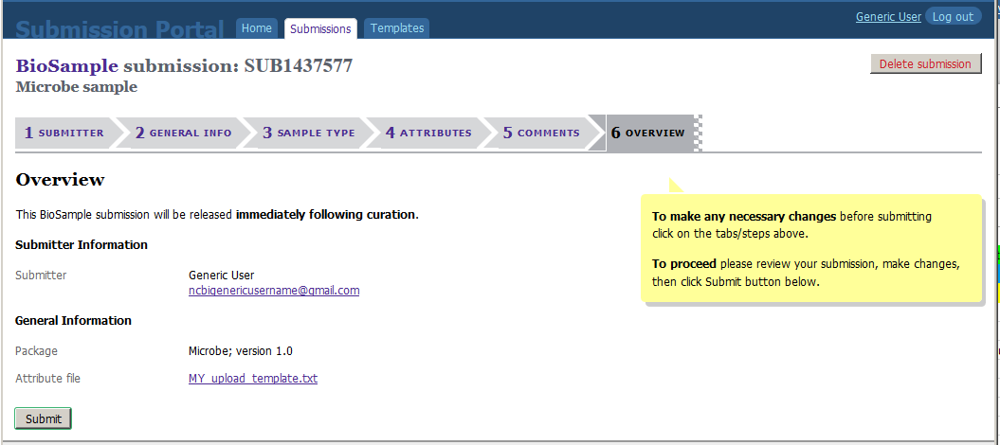 Submission Portal Home Submissions Templates Generic User Log out
BioSample submission: SUB1437577 Delete submission
Microbe sample
1 SUBMITTER 2 GENERAL INFO 3 SAMPLE TYPE 4 ATTRIBUTES 5 COMMENTS 6 OVERVIEW
Overview
This BioSample submission will be released immediately following curation.
To make any necessary changes before submitting
click on the tabs/steps above.
To proceed please review your submission, make changes,
then click Submit button below.
Submitter Information
Submitter Generic User
ncbigenericusername@gmail.com
General Information
Package Microbe; version 1.0
Attribute file MY_upload_template.txt
Submit